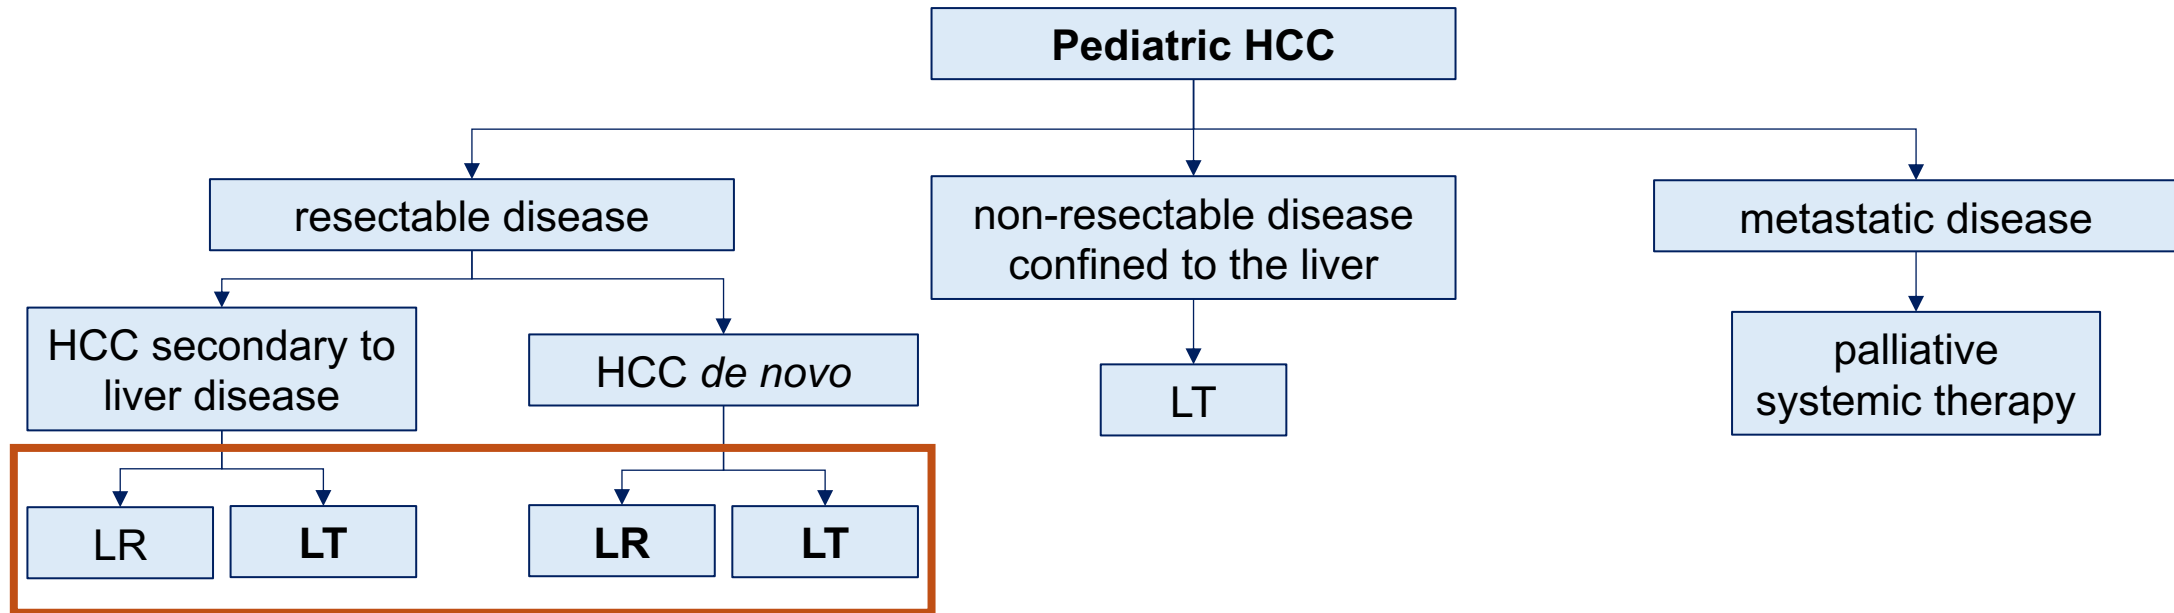 Pediatric HCC
resectable disease
non-resectable disease
confined to the liver
metastatic disease
HCC secondary to
liver disease
HCC de novo
LT
palliative
systemic therapy
LR
LT
LR
LT